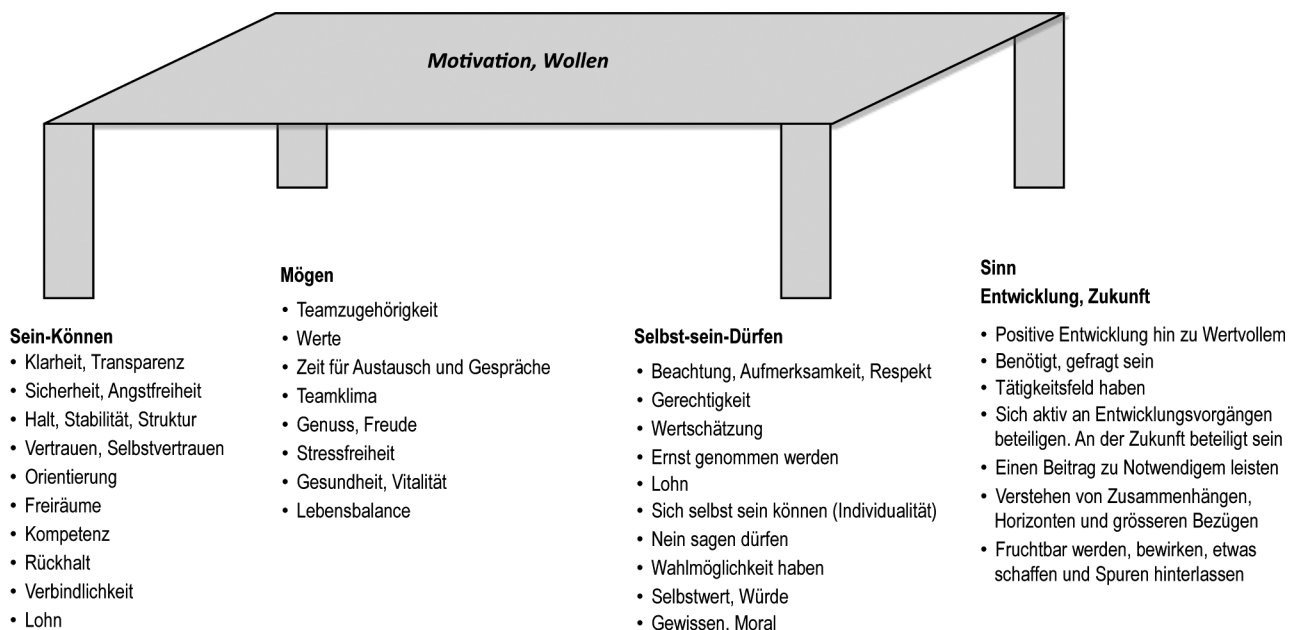 Motivation, Wollen
Sein-Können
• Klarheit, Transparenz
• Sicherheit, Angstfreiheit
• Halt, Stabilität, Struktur
• Vertrauen, Selbstvertrauen
• Orientierung
• Freiräume
• Kompetenz
• Rückhalt
• Verbindlichkeit
• Lohn
Mögen
• Teamzugehörigkeit
• Werte
• Zeit für Austausch und Gespräche
• Teamklima
• Genuss, Freude
• Stressfreiheit
• Gesundheit, Vitalität
• Lebensbalance
Selbst-sein-Dürfen
• Beachtung, Aufmerksamkeit, Respekt
• Gerechtigkeit
• Wertschätzung
• Ernst genommen werden
• Lohn
• Sich selbst sein können (Individualität)
• Nein sagen dürfen
• Wahlmöglichkeit haben
• Selbstwert, Würde
• Gewissen, Moral
Sinn
Entwicklung, Zukunft
• Positive Entwicklung hin zu Wertvollem
• Benötigt, gefragt sein
• Tätigkeitsfeld haben
• Sich aktiv an Entwicklungsvorgängen
beteiligen. An der Zukunft beteiligt sein
• Einen Beitrag zu Notwendigem leisten
• Verstehen von Zusammenhängen,
Horizonten und grösseren Bezügen
• Fruchtbar werden, bewirken, etwas
schaffen und Spuren hinterlassen